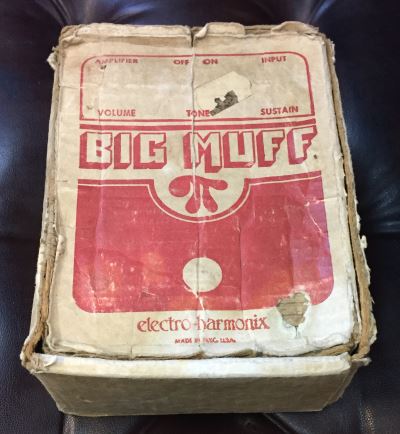 AMPLIFIER OFF ON INPUT
VOLUME TONE SUSTAIN
BIG MUFF
π
electro-harmonix
MADE IN N.Y.C. U.S.A.